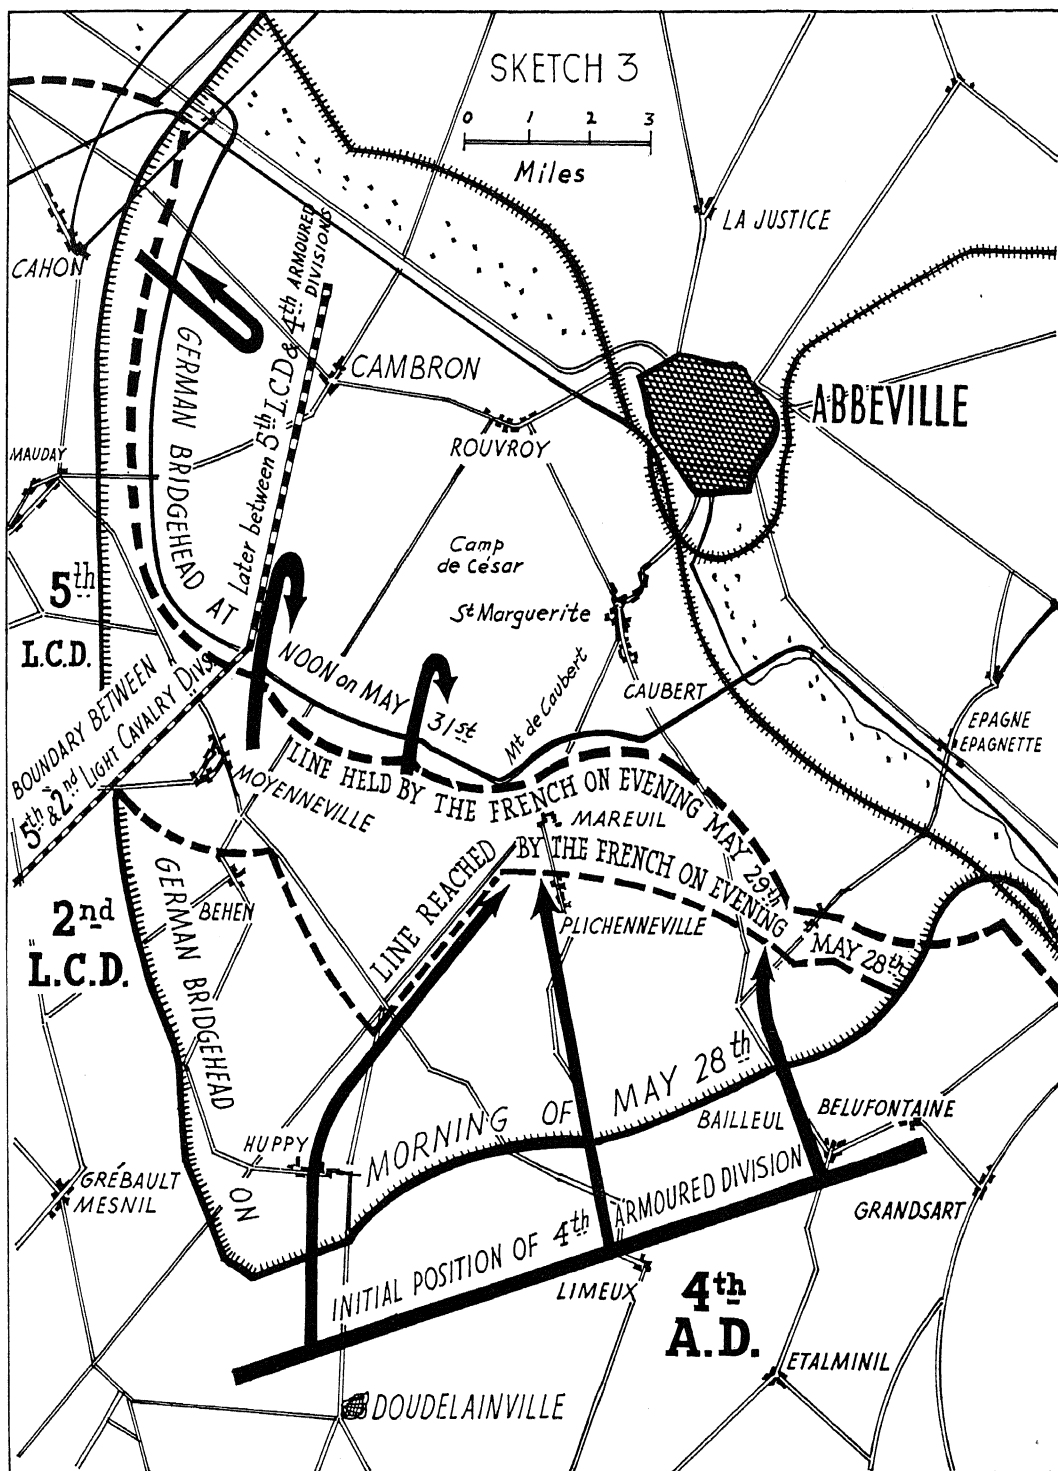 SKETCH 3
0 1 2 3
Miles
LA JUSTICE
CAHON
ABBEVILLE
CAMBRON
ROUVROY
MAUDAY
Later between 5th L.C.D & 4th ARMOURED DIVISIONS
GERMAN BRIDGEHEAD AT NOON on MAY 31st
Camp
de César
St Marguerite
5th
L.C.D.
Mt de Caubert
CAUBERT
EPAGNE
EPAGNETTE
BOUNDARY BETWEEN
5th & 2nd LIGHT CAVALRY DIVS.
MOYENNEVILLE
LINE HELD BY THE FRENCH ON EVENING MAY 29th
MAREUIL
LINE REACHED BY THE FRENCH ON EVENING MAY 28th
BEHEN
PLICHENNEVILLE
2nd
L.C.D.
GERMAN BRIDGEHEAD ON MORNING OF MAY 28th
HUPPY
BAILLEUL
BELUFONTAINE
GRÉBAULT
MESNIL
GRANDSART
INITIAL POSITION OF 4th ARMOURED DIVISION
LIMEUX
4th
A.D.
ETALMINIL
DOUDELAINVILLE